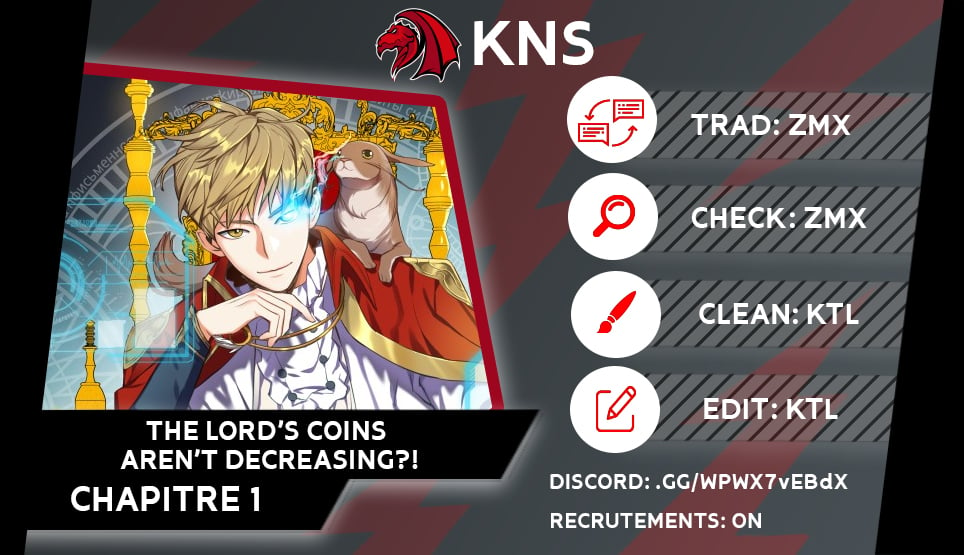 KNS
TRAD: ZMX
CHECK: ZMX
CLEAN: KTL
EDIT: KTL
THE LORD'S COINS
AREN'T DECREASING?!
CHAPITRE 1
DISCORD: .GG/WPWX7vEBdX
RECRUTEMENTS: ON